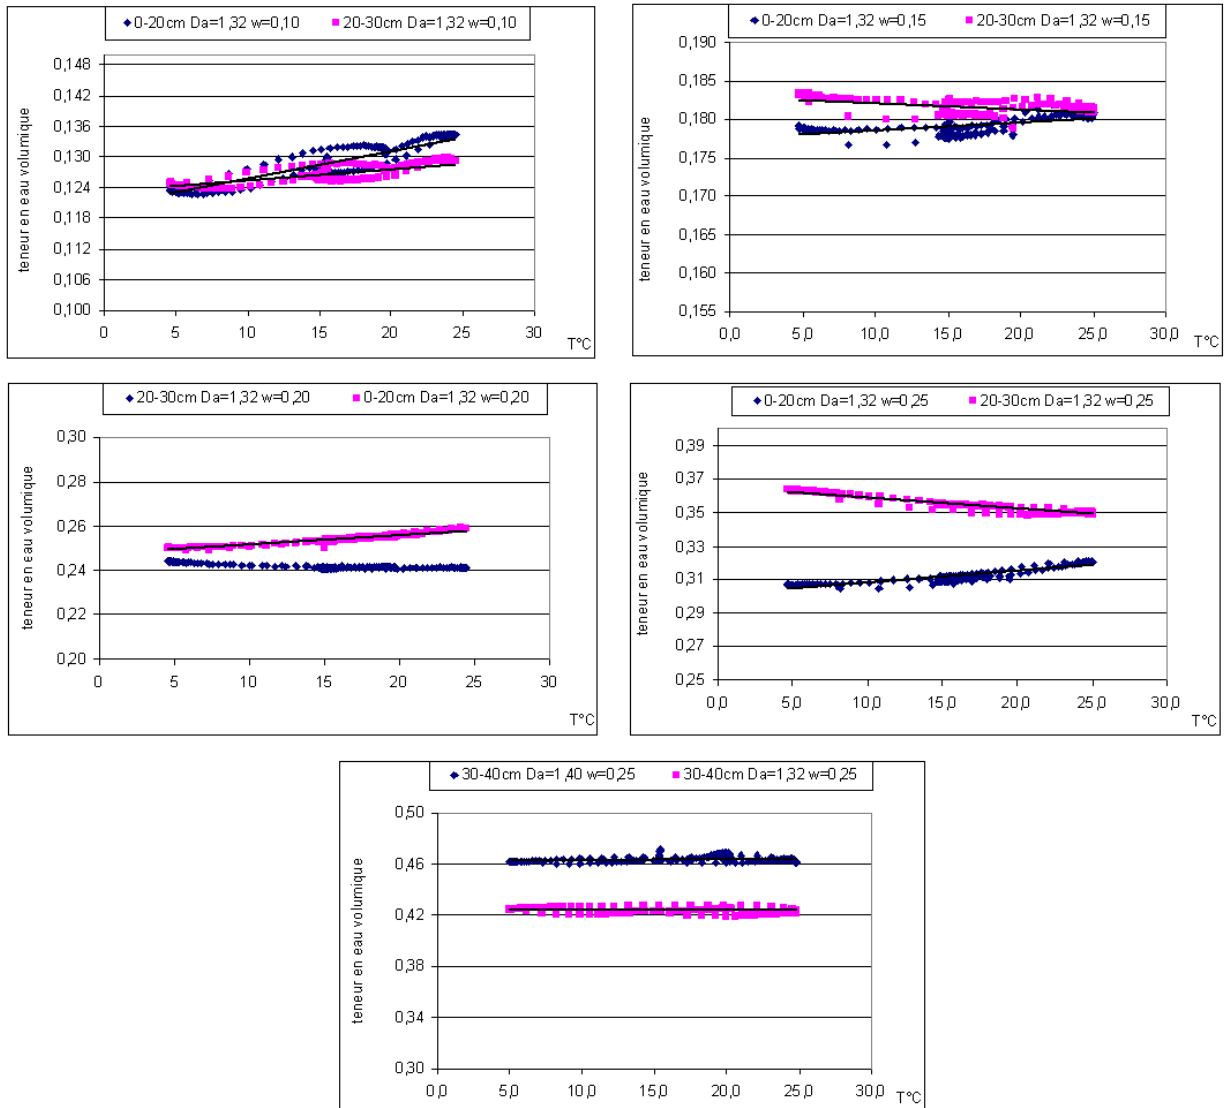 0-20cm Da=1,32 w=0,10 20-30cm Da=1,32 w=0,10
0,148
0,142
0,136
0,130
0,124
0,118
0,112
0,106
0,100
teneur en eau volumique
0 5 10 15 20 25 30
T°C
0-20cm Da=1,32 w=0,15 20-30cm Da=1,32 w=0,15
0,190
0,185
0,180
0,175
0,170
0,165
0,160
0,155
teneur en eau volumique
0,0 5,0 10,0 15,0 20,0 25,0 30,0
T°C
20-30cm Da=1,32 w=0,20 0-20cm Da=1,32 w=0,20
0,30
0,28
0,26
0,24
0,22
0,20
teneur en eau volumique
0 5 10 15 20 25 30
T°C
0-20cm Da=1,32 w=0,25 20-30cm Da=1,32 w=0,25
0,39
0,37
0,35
0,33
0,31
0,29
0,27
0,25
teneur en eau volumique
0,0 5,0 10,0 15,0 20,0 25,0 30,0
T°C
30-40cm Da=1,40 w=0,25 30-40cm Da=1,32 w=0,25
0,50
0,46
0,42
0,38
0,34
0,30
teneur en eau volumique
0,0 5,0 10,0 15,0 20,0 25,0 30,0
T°C